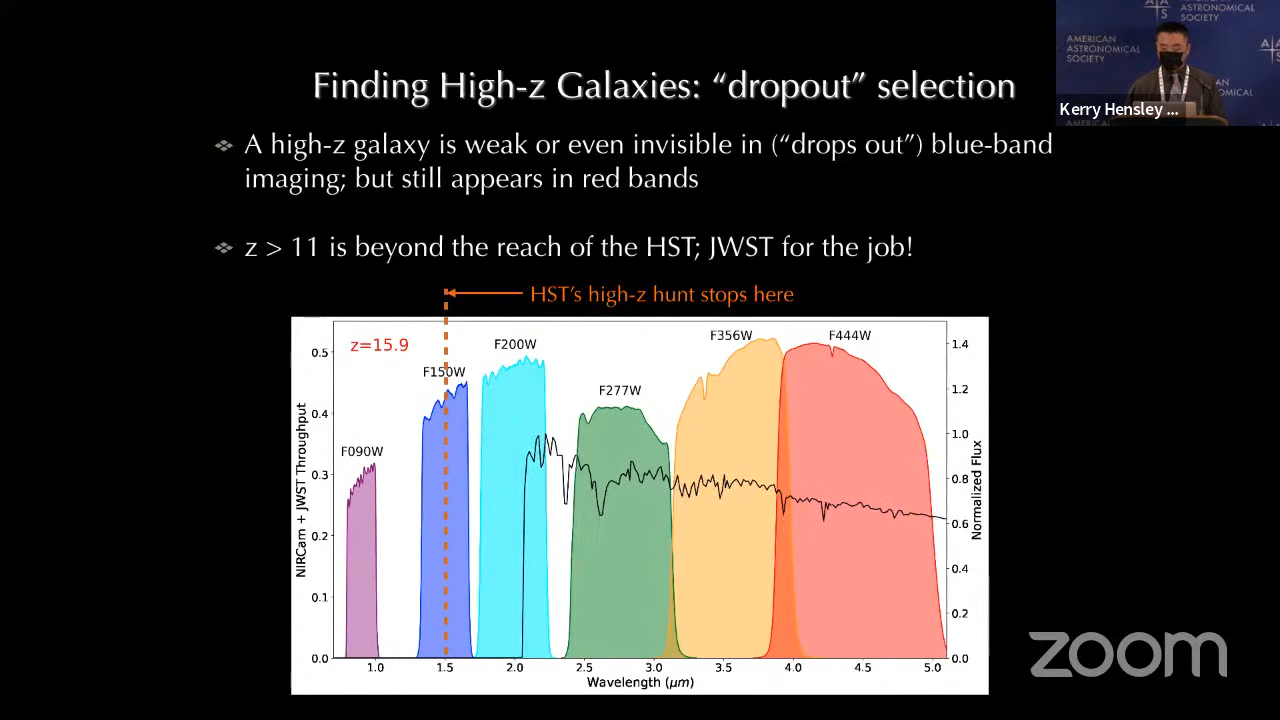 Finding High-z Galaxies: “dropout” selection
A high-z galaxy is weak or even invisible in (“drops out”) blue-band
imaging; but still appears in red bands
z > 11 is beyond the reach of the HST; JWST for the job!
HST’s high-z hunt stops here
z=15.9
F090W
F150W
F200W
F277W
F356W
F444W
NIRCam + JWST Throughput
0.5
0.4
0.3
0.2
0.1
0.0
1.4
1.2
1.0
0.8
0.6
0.4
0.2
0.0
Normalized Flux
1.0 1.5 2.0 2.5 3.0 3.5 4.0 4.5 5.0
Wavelength (μm)
AMERICAN
ASTRONOMICAL
SOCIETY
ASTRONOMICAL
SOCIETY
Kerry Hensley ...
zoom